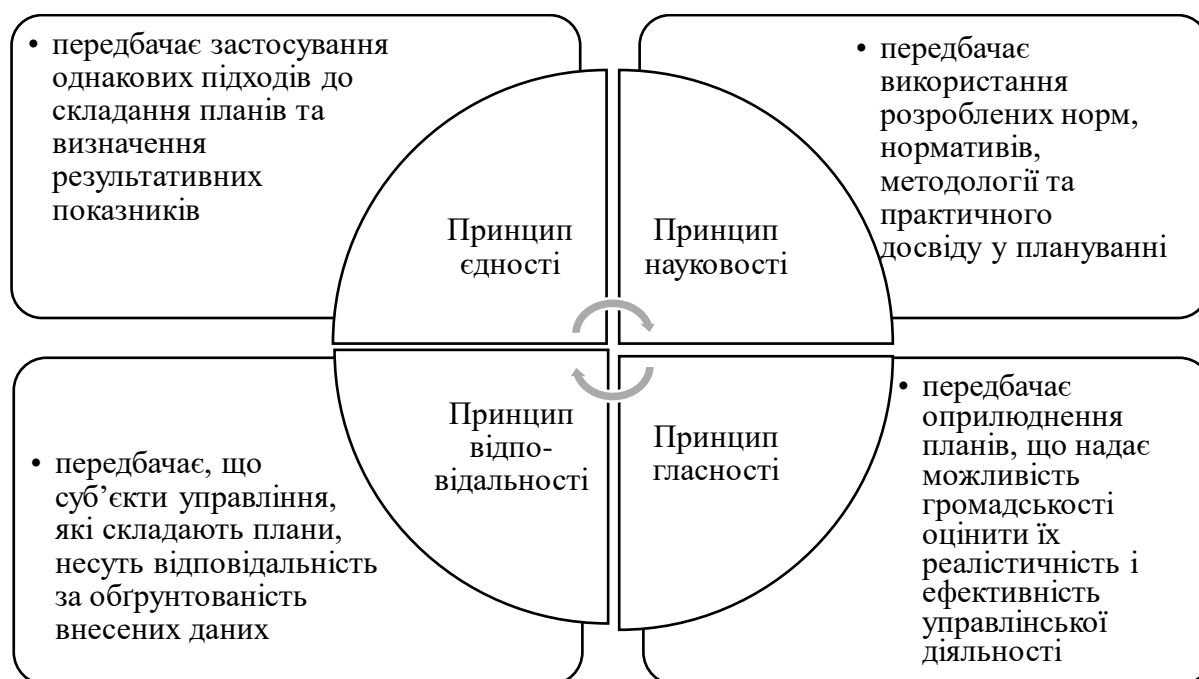 • передбачає застосування
однакових підходів до
складання планів та
визначення
результативних
показників
Принцип
єдності
• передбачає
використання
розроблених норм,
нормативів,
методології та
практичного
досвіду у плануванні
Принцип
науковості
• передбачає, що
суб’єкти управління,
які складають плани,
несуть відповідальність
за обґрунтованість
внесених даних
Принцип
відпо-
відальності
Принцип
гласності
• передбачає
оприлюднення
планів, що надає
можливість
громадськості
оцінити їх
реалістичність і
ефективність
управлінської
діяльності